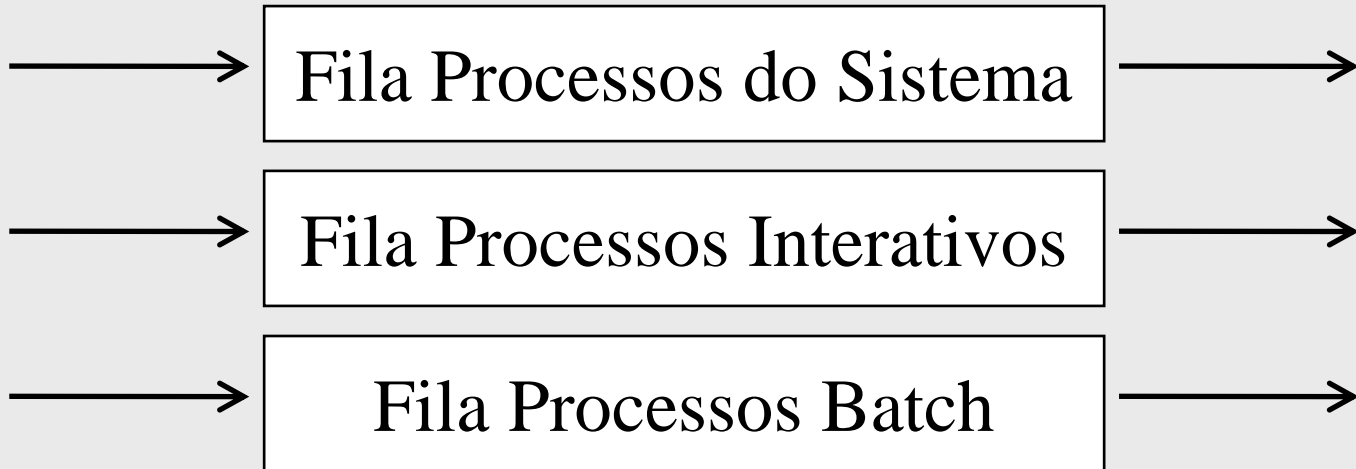 Fila Processos do Sistema
Fila Processos Interativos
Fila Processos Batch